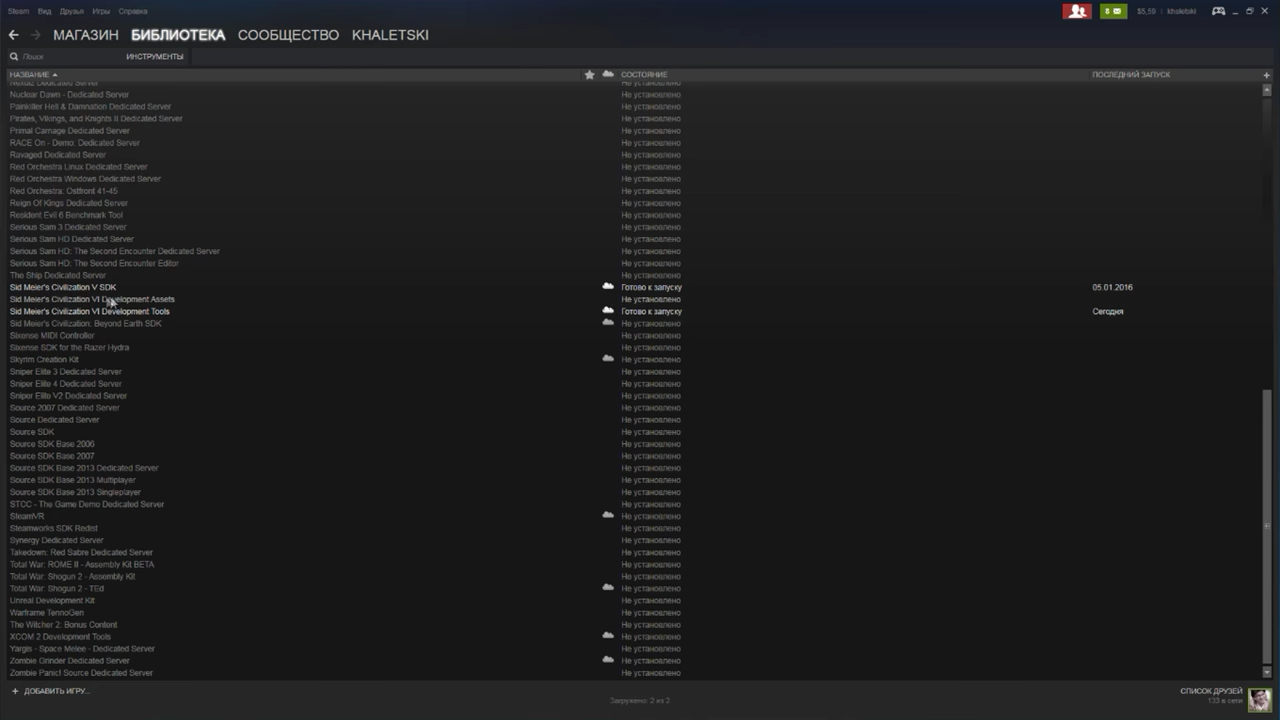 Steam Вид Друзья Игры Справка 8 $5,59 khaletski
МАГАЗИН БИБЛИОТЕКА СООБЩЕСТВО KHALETSKI
Поиск ИНСТРУМЕНТЫ
НАЗВАНИЕ СОСТОЯНИЕ ПОСЛЕДНИЙ ЗАПУСК
Nexuiz Dedicated Server Не установлено
Nuclear Dawn - Dedicated Server Не установлено
Painkiller Hell & Damnation Dedicated Server Не установлено
Pirates, Vikings, and Knights II Dedicated Server Не установлено
Primal Carnage Dedicated Server Не установлено
RACE On - Demo: Dedicated Server Не установлено
Ravaged Dedicated Server Не установлено
Red Orchestra Linux Dedicated Server Не установлено
Red Orchestra Windows Dedicated Server Не установлено
Red Orchestra: Ostfront 41-45 Не установлено
Reign Of Kings Dedicated Server Не установлено
Resident Evil 6 Benchmark Tool Не установлено
Serious Sam 3 Dedicated Server Не установлено
Serious Sam HD Dedicated Server Не установлено
Serious Sam HD: The Second Encounter Dedicated Server Не установлено
Serious Sam HD: The Second Encounter Editor Не установлено
The Ship Dedicated Server Не установлено
Sid Meier's Civilization V SDK Готово к запуску 05.01.2016
Sid Meier's Civilization VI Development Assets Не установлено
Sid Meier's Civilization VI Development Tools Готово к запуску Сегодня
Sid Meier's Civilization: Beyond Earth SDK Не установлено
Sixense MIDI Controller Не установлено
Sixense SDK for the Razer Hydra Не установлено
Skyrim Creation Kit Не установлено
Sniper Elite 3 Dedicated Server Не установлено
Sniper Elite 4 Dedicated Server Не установлено
Sniper Elite V2 Dedicated Server Не установлено
Source 2007 Dedicated Server Не установлено
Source Dedicated Server Не установлено
Source SDK Не установлено
Source SDK Base 2006 Не установлено
Source SDK Base 2007 Не установлено
Source SDK Base 2013 Dedicated Server Не установлено
Source SDK Base 2013 Multiplayer Не установлено
Source SDK Base 2013 Singleplayer Не установлено
STCC - The Game Demo Dedicated Server Не установлено
SteamVR Не установлено
Steamworks SDK Redist Не установлено
Synergy Dedicated Server Не установлено
Takedown: Red Sabre Dedicated Server Не установлено
Total War: ROME II - Assembly Kit BETA Не установлено
Total War: Shogun 2 - Assembly Kit Не установлено
Total War: Shogun 2 - TEd Не установлено
Unreal Development Kit Не установлено
Warframe TennoGen Не установлено
The Witcher 2: Bonus Content Не установлено
XCOM 2 Development Tools Не установлено
Yargis - Space Melee - Dedicated Server Не установлено
Zombie Grinder Dedicated Server Не установлено
Zombie Panic! Source Dedicated Server Не установлено
+ ДОБАВИТЬ ИГРУ... Загружено: 2 из 2 СПИСОК ДРУЗЕЙ
133 в сети